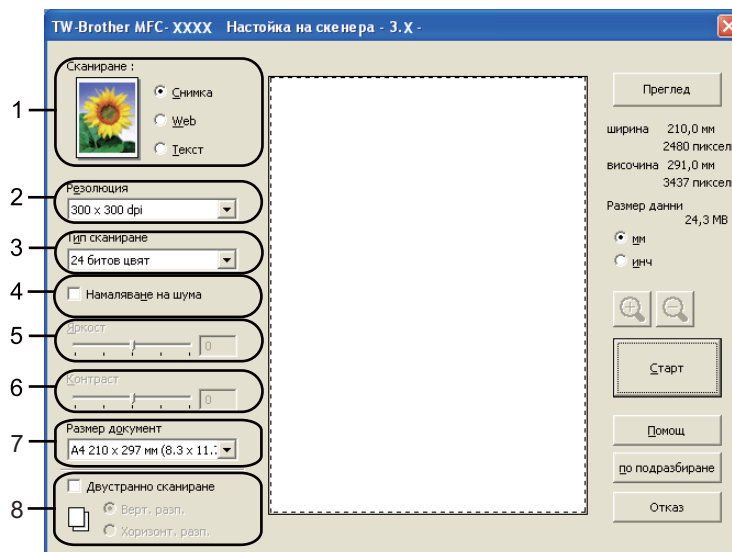 TW-Brother MFC- XXXX Настойка на скенера - 3.X -
1
Сканиране :
Снимка
Web
Текст
2
Резолюция
300 x 300 dpi
3
Тип сканиране
24 битов цвят
4
Намаляване на шума
5
Яркост
0
6
Контраст
0
7
Размер документ
A4 210 x 297 мм (8.3 x 11.
8
Двустранно сканиране
Верт. разп.
Хоризонт. разп.
Преглед
ширина 210,0 мм
2480 пиксел
височина 291,0 мм
3437 пиксел
Размер данни
24,3 MB
мм
инч
Старт
Помощ
по подразбиране
Отказ